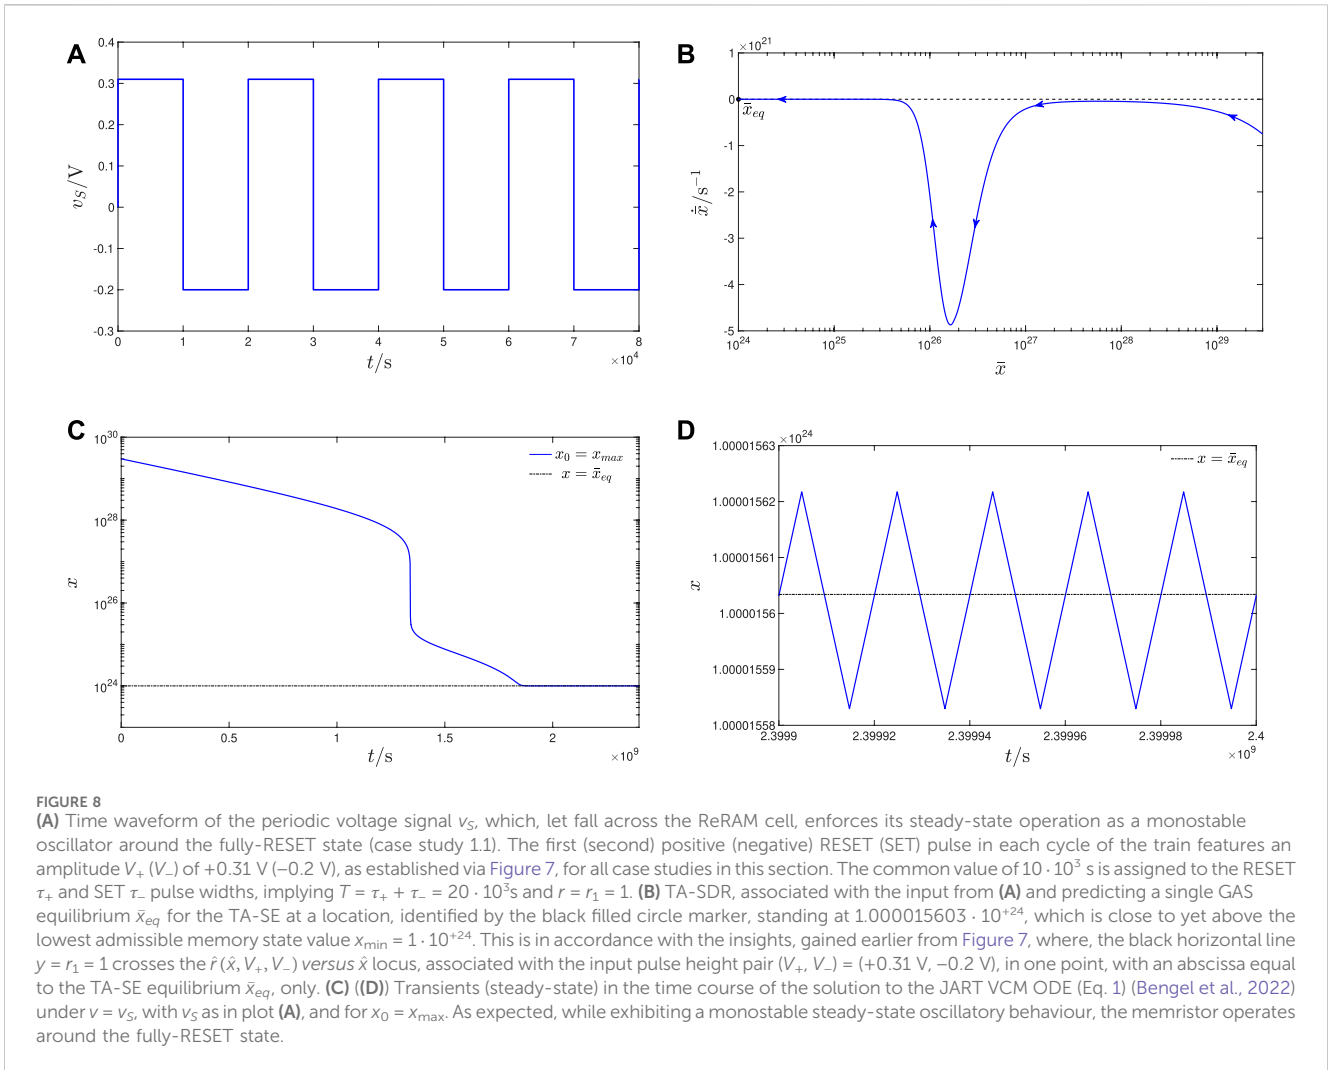 A
0.4
0.3
0.2
0.1
0
-0.1
-0.2
-0.3
v_S/V
0 1 2 3 4 5 6 7 8
×10^4
t/s
B
×10^21
1
0
-1
-2
-3
-4
-5
x̄_eq
ẋ̄/s^−1
10^24 10^25 10^26 10^27 10^28 10^29
x̄
C
10^30
10^28
10^26
10^24
x
x_0 = x_max
x = x̄_eq
0 0.5 1 1.5 2
×10^9
t/s
D
×10^24
1.00001563
1.00001562
1.00001561
1.0000156
1.00001559
1.00001558
x
x = x̄_eq
2.3999 2.39992 2.39994 2.39996 2.39998 2.4
×10^9
t/s
FIGURE 8
(A) Time waveform of the periodic voltage signal v_S, which, let fall across the ReRAM cell, enforces its steady-state operation as a monostable
oscillator around the fully-RESET state (case study 1.1). The first (second) positive (negative) RESET (SET) pulse in each cycle of the train features an
amplitude V_+ (V_−) of +0.31 V (−0.2 V), as established via Figure 7, for all case studies in this section. The common value of 10 · 10^3 s is assigned to the RESET
τ_+ and SET τ_− pulse widths, implying T = τ_+ + τ_− = 20 · 10^3s and r = r_1 = 1. (B) TA-SDR, associated with the input from (A) and predicting a single GAS
equilibrium x̄_eq for the TA-SE at a location, identified by the black filled circle marker, standing at 1.000015603 · 10^+24, which is close to yet above the
lowest admissible memory state value x_min = 1 · 10^+24. This is in accordance with the insights, gained earlier from Figure 7, where, the black horizontal line
y = r_1 = 1 crosses the r̂(x̂, V_+, V_−) versus x̂ locus, associated with the input pulse height pair (V_+, V_−) = (+0.31 V, −0.2 V), in one point, with an abscissa equal
to the TA-SE equilibrium x̄_eq, only. (C) ((D)) Transients (steady-state) in the time course of the solution to the JART VCM ODE (Eq. 1) (Bengel et al., 2022)
under v = v_S, with v_S as in plot (A), and for x_0 = x_max. As expected, while exhibiting a monostable steady-state oscillatory behaviour, the memristor operates
around the fully-RESET state.